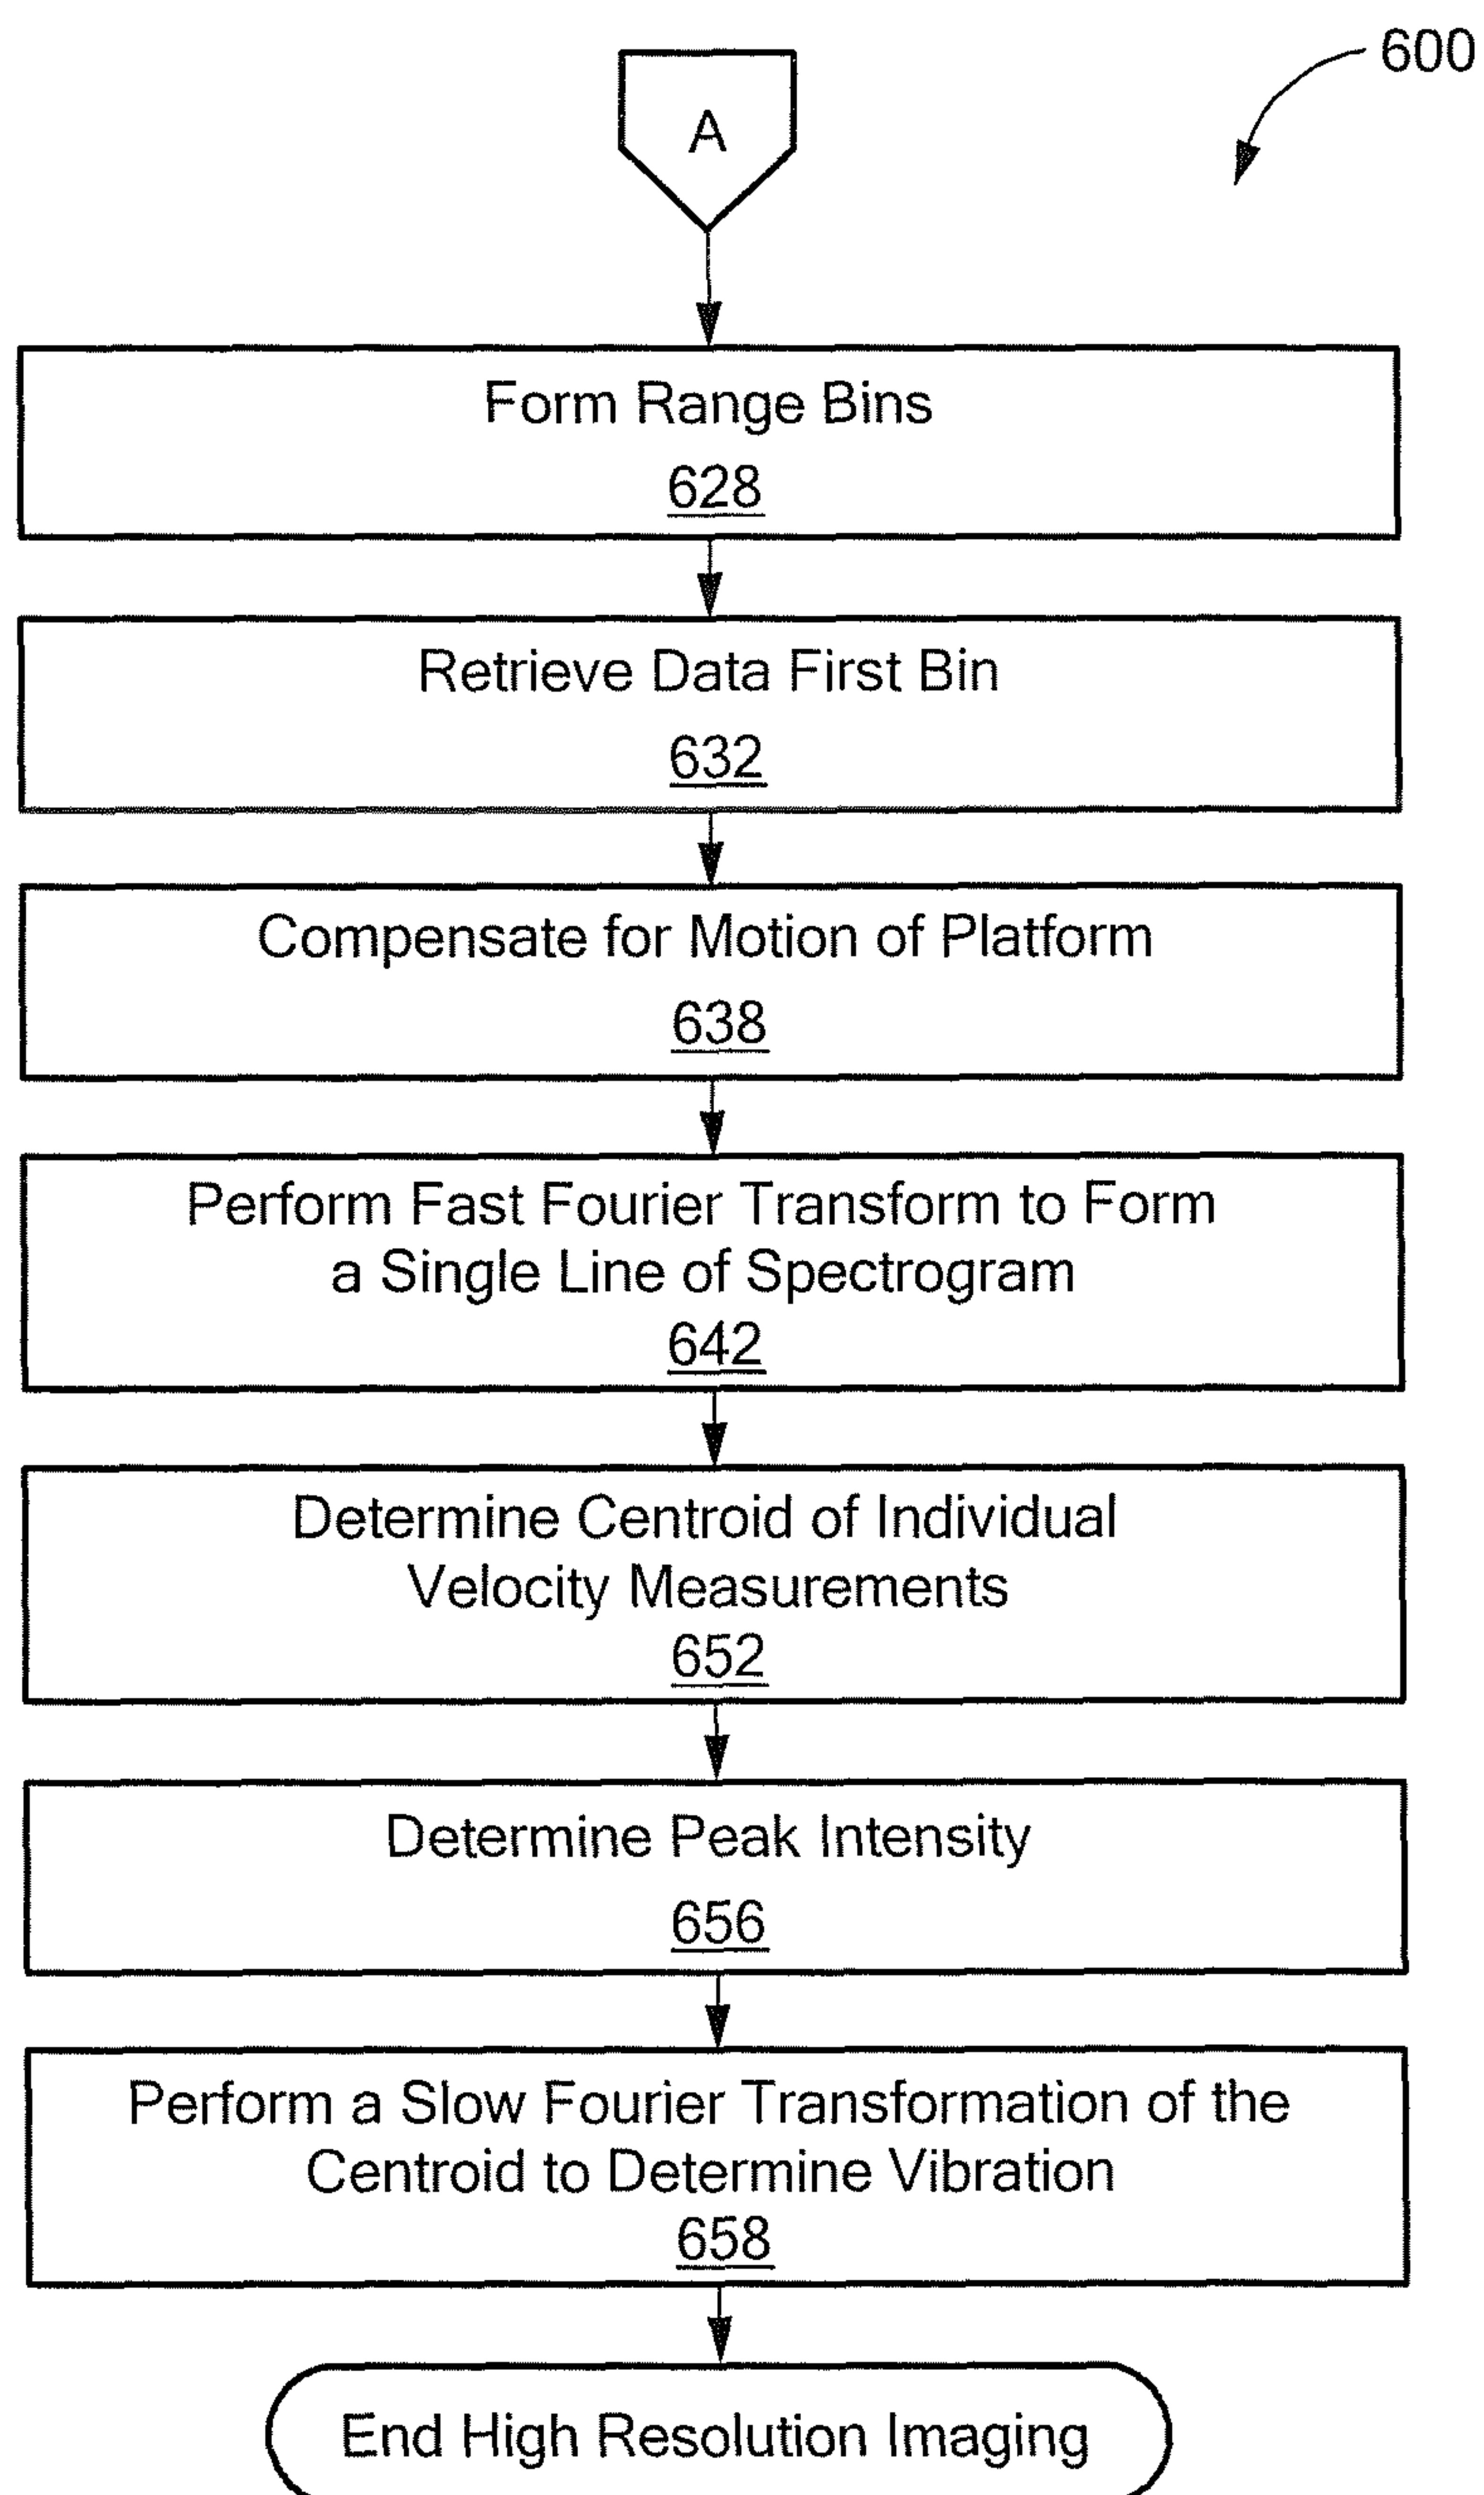 600
A
Form Range Bins
628
Retrieve Data First Bin
632
Compensate for Motion of Platform
638
Perform Fast Fourier Transform to Form
a Single Line of Spectrogram
642
Determine Centroid of Individual
Velocity Measurements
652
Determine Peak Intensity
656
Perform a Slow Fourier Transformation of the
Centroid to Determine Vibration
658
End High Resolution Imaging